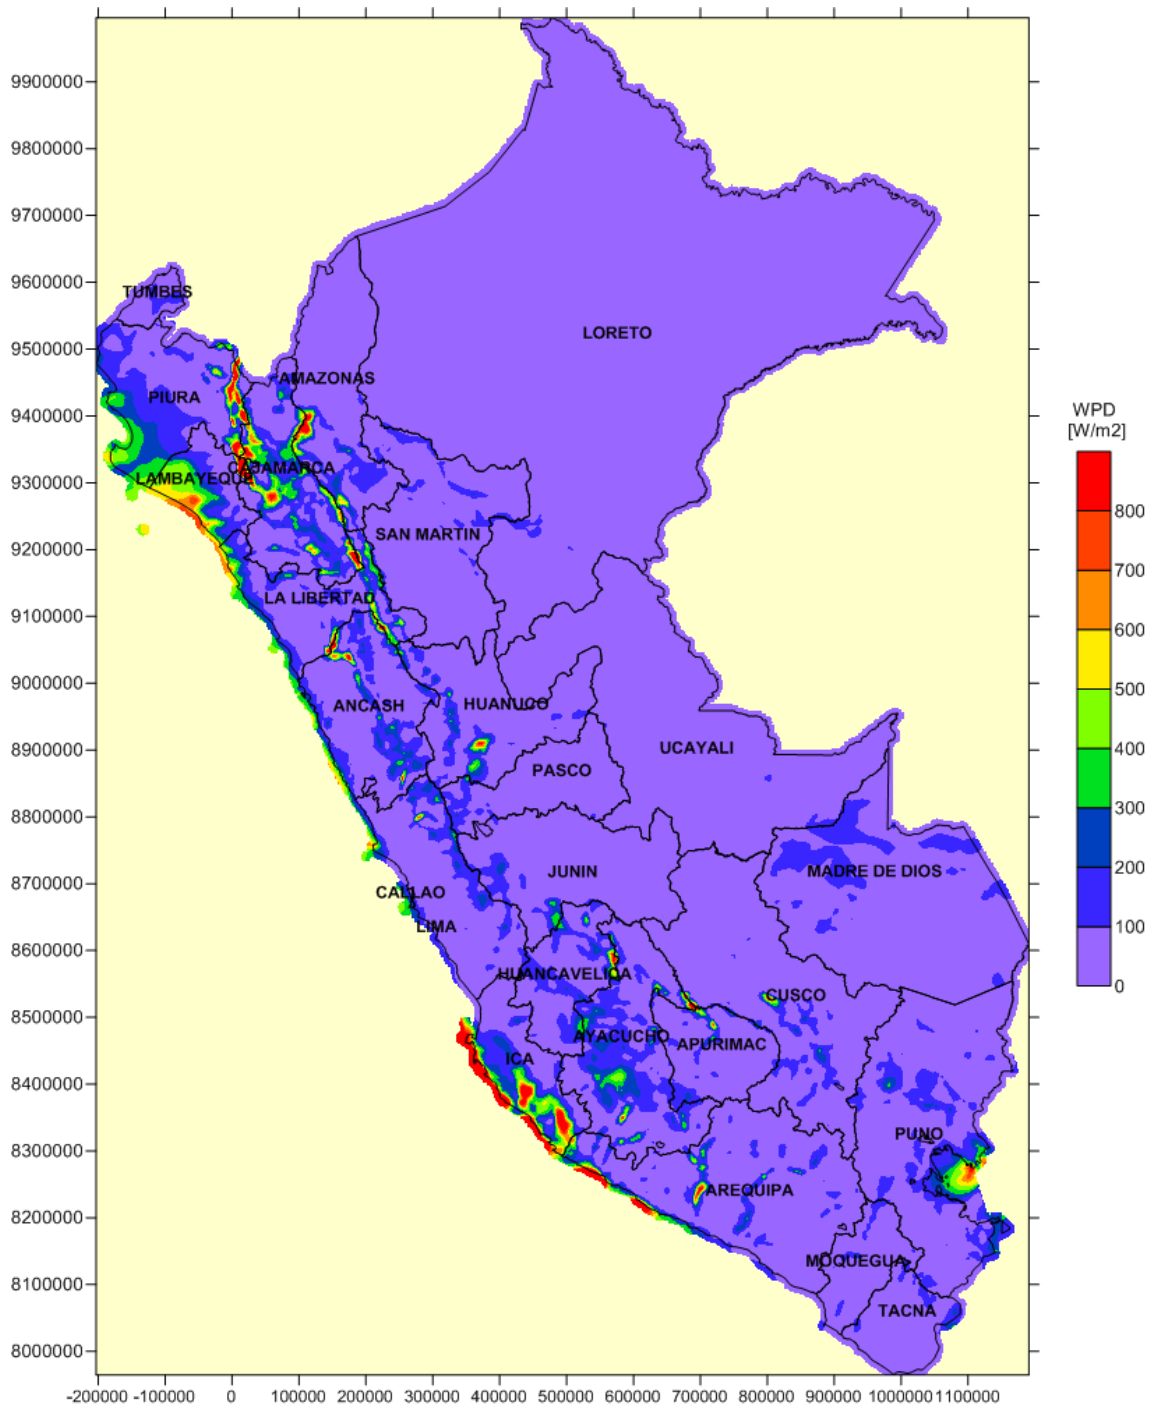 9900000
9800000
9700000
9600000
9500000
9400000
9300000
9200000
9100000
9000000
8900000
8800000
8700000
8600000
8500000
8400000
8300000
8200000
8100000
8000000
TUMBES
LORETO
AMAZONAS
PIURA
CAJAMARCA
LAMBAYEQUE
SAN MARTIN
LA LIBERTAD
ANCASH
HUANUCO
UCAYALI
PASCO
JUNIN
MADRE DE DIOS
CALLAO
LIMA
HUANCAVELICA
CUSCO
AYACUCHO
APURIMAC
ICA
PUNO
AREQUIPA
MOQUEGUA
TACNA
WPD
[W/m2]
800
700
600
500
400
300
200
100
0
-200000 -100000 0 100000 200000 300000 400000 500000 600000 700000 800000 900000 1000000 1100000